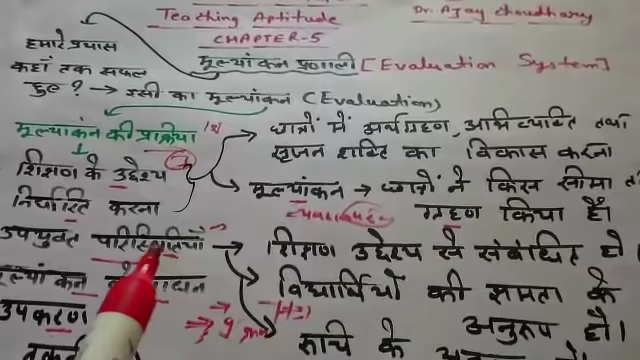 Teaching Aptitude
Dr. Ajay Choudhary
CHAPTER-5
मूल्यांकन प्रणाली [Evaluation System]
हमारे प्रयास
कहाँ तक सफल
हुए ? → इसी का मूल्यांकन (Evaluation)
मूल्यांकन की प्रक्रिया
शिक्षण के उद्देश्य
निर्धारित करना
छात्रों में अर्थग्रहण, अभिव्यक्ति तथा
सृजन शक्ति का विकास करना
मूल्यांकन → छात्रों ने किस सीमा
ग्रहण किया है।
उपयुक्त परिस्थितियाँ
शिक्षण उद्देश्य से संबंधित हो।
विद्यार्थियों की क्षमता के
अनुरूप हो।
मूल्यांकन के
उपकरण
रूचि के